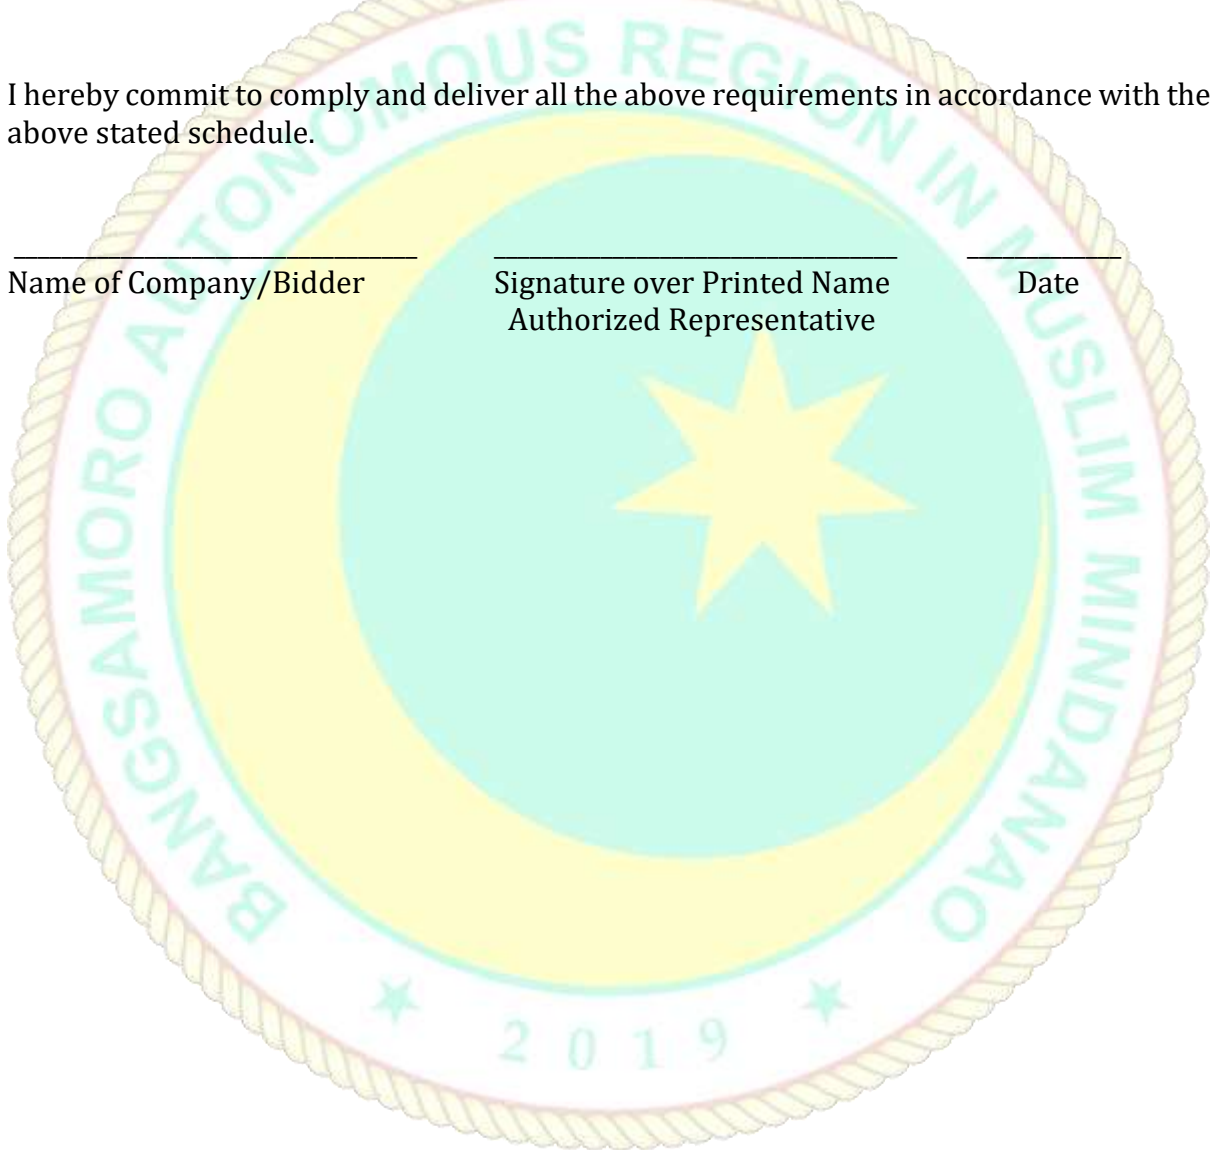 I hereby commit to comply and deliver all the above requirements in accordance with the
above stated schedule.
Name of Company/Bidder Signature over Printed Name Date
Authorized Representative
BANGSAMORO AUTONOMOUS REGION IN MUSLIM MINDANAO
2019